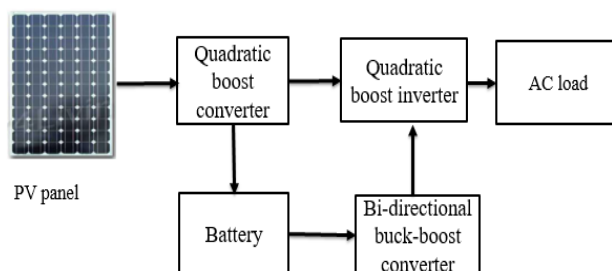 Quadratic
boost
converter
Quadratic
boost inverter
AC load
PV panel
Battery
Bi-directional
buck-boost
converter